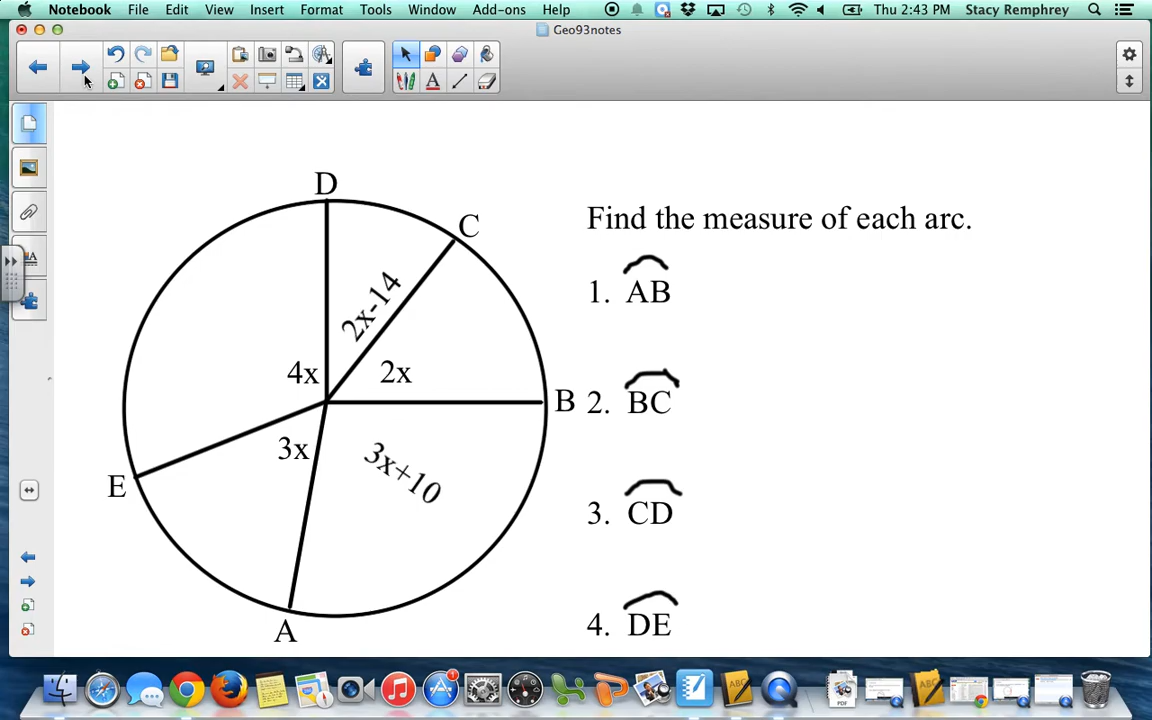 Notebook File Edit View Insert Format Tools Window Add-ons Help Thu 2:43 PM Stacy Remphrey
Geo93notes
D
C
Find the measure of each arc.
2x-14
1. AB
4x
2x
B
2. BC
3x
3x+10
E
3. CD
A
4. DE